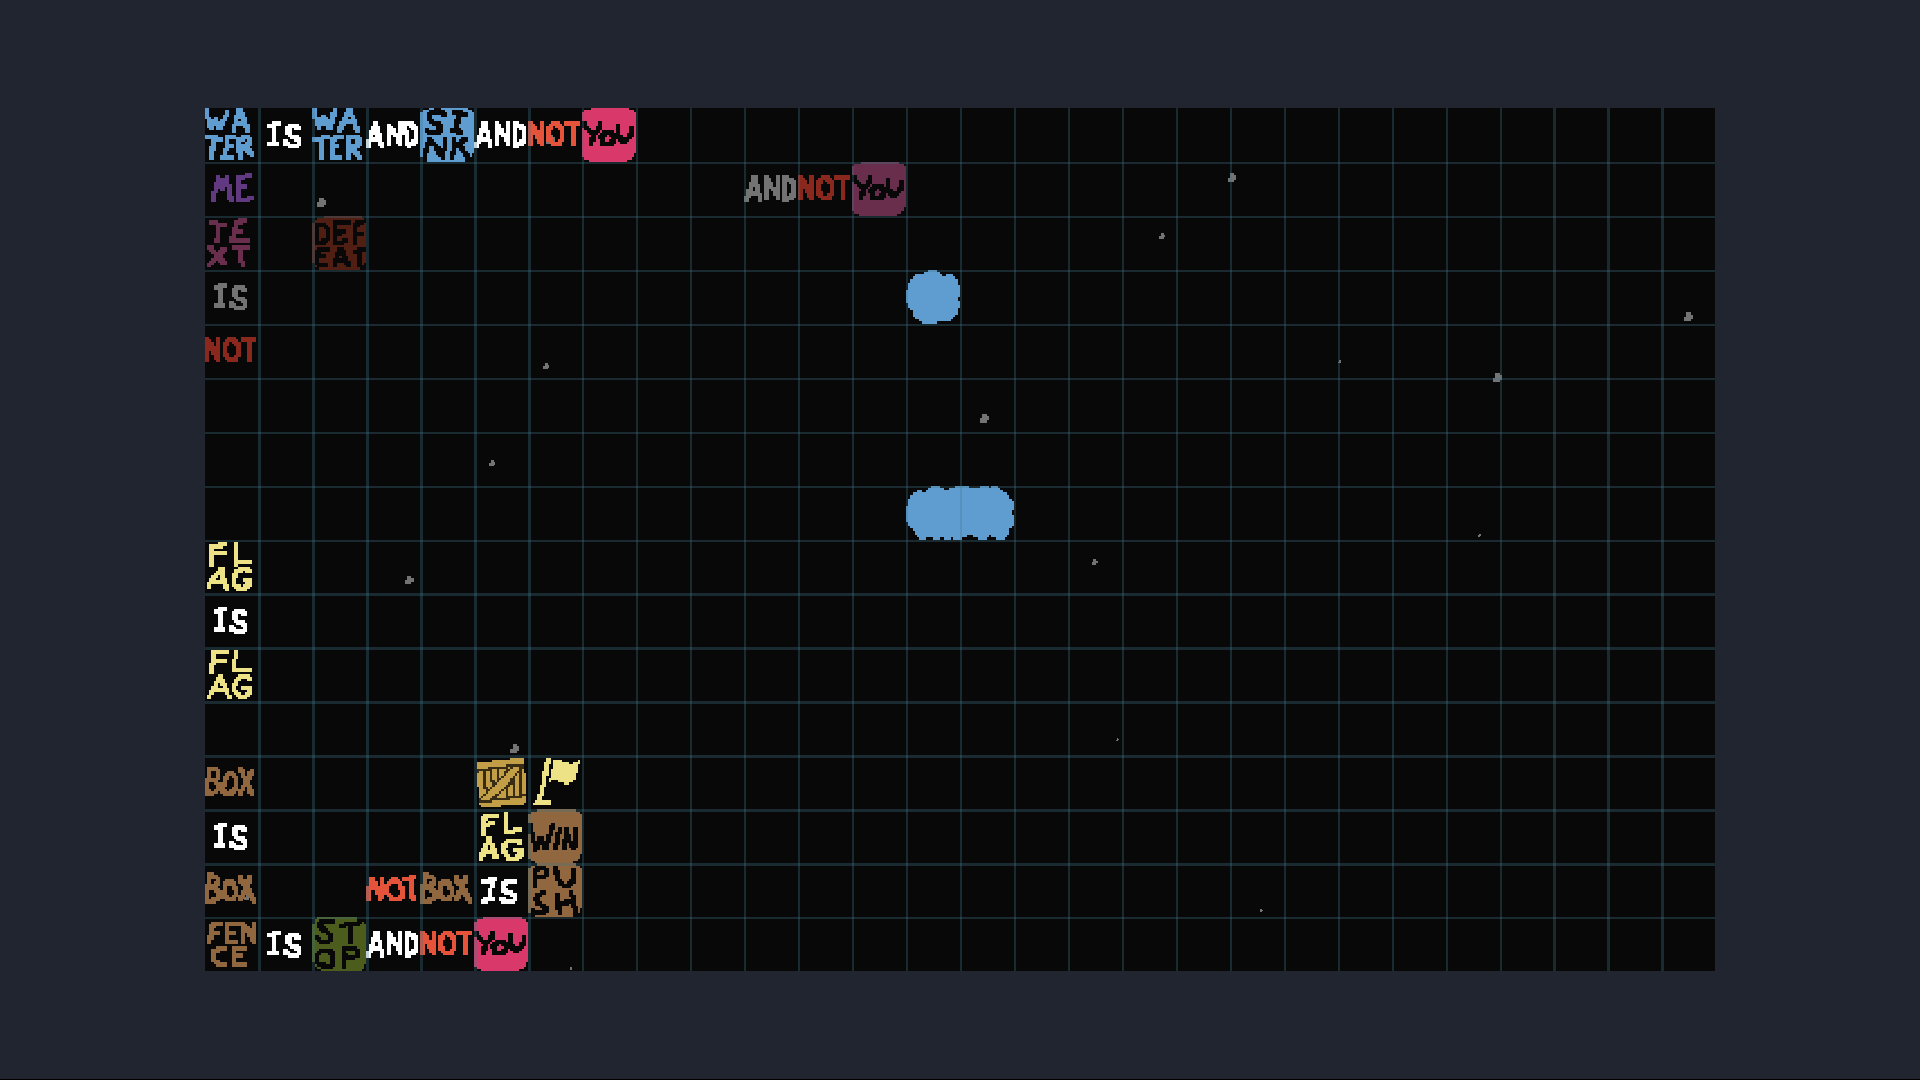 WATER IS WATER AND SINK AND NOT YOU
ME AND NOT YOU
TEXT DEFEAT
IS
NOT
FLAG
IS
FLAG
BOX
IS FLAG WIN
BOX NOT BOX IS PUSH
FENCE IS STOP AND NOT YOU